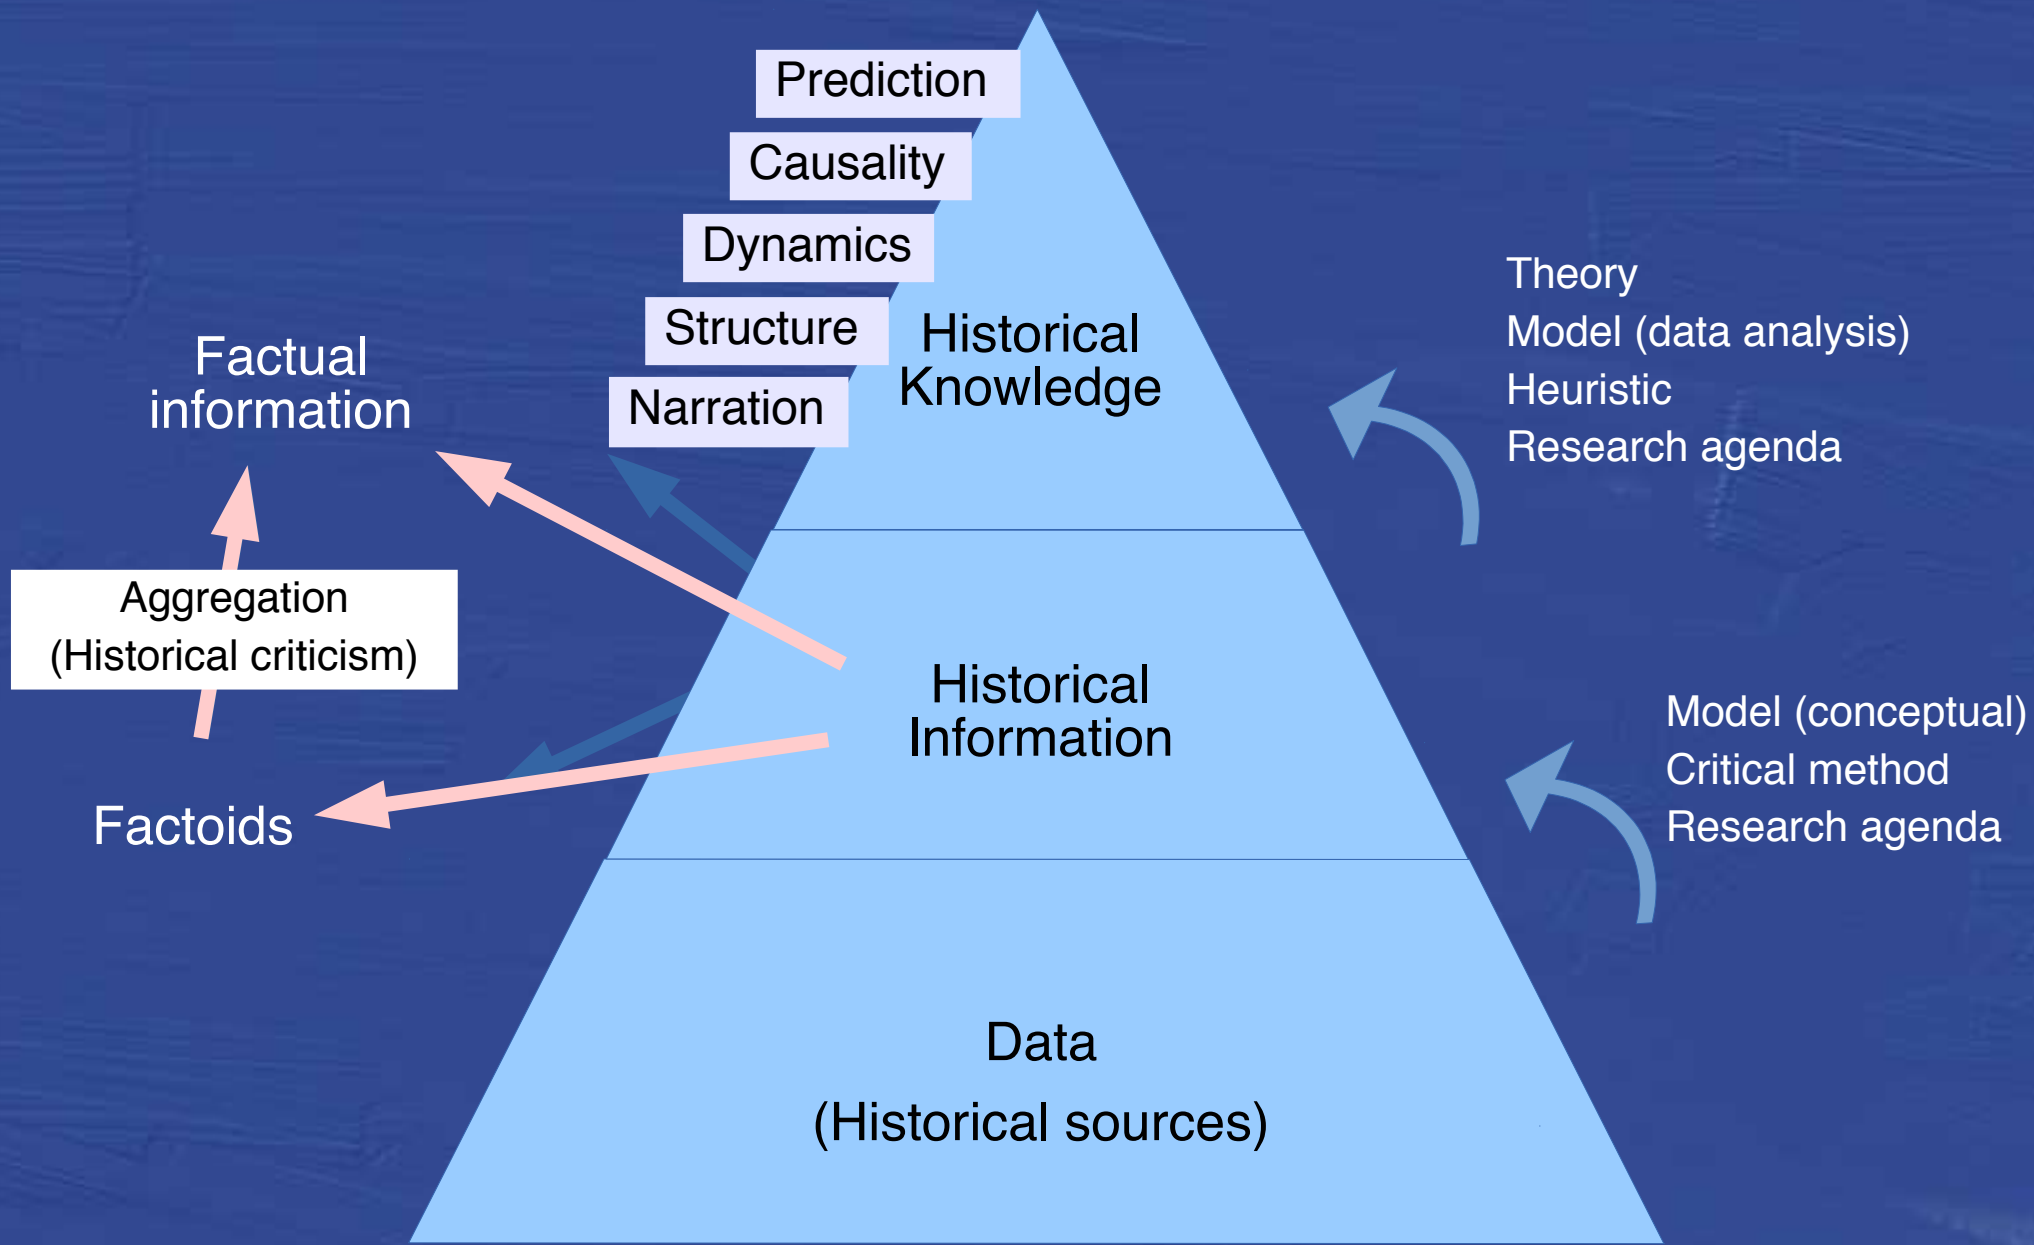 Prediction
Causality
Dynamics
Structure
Narration
Historical
Knowledge
Theory
Model (data analysis)
Heuristic
Research agenda
Factual
information
Aggregation
(Historical criticism)
Factoids
Historical
Information
Model (conceptual)
Critical method
Research agenda
Data
(Historical sources)